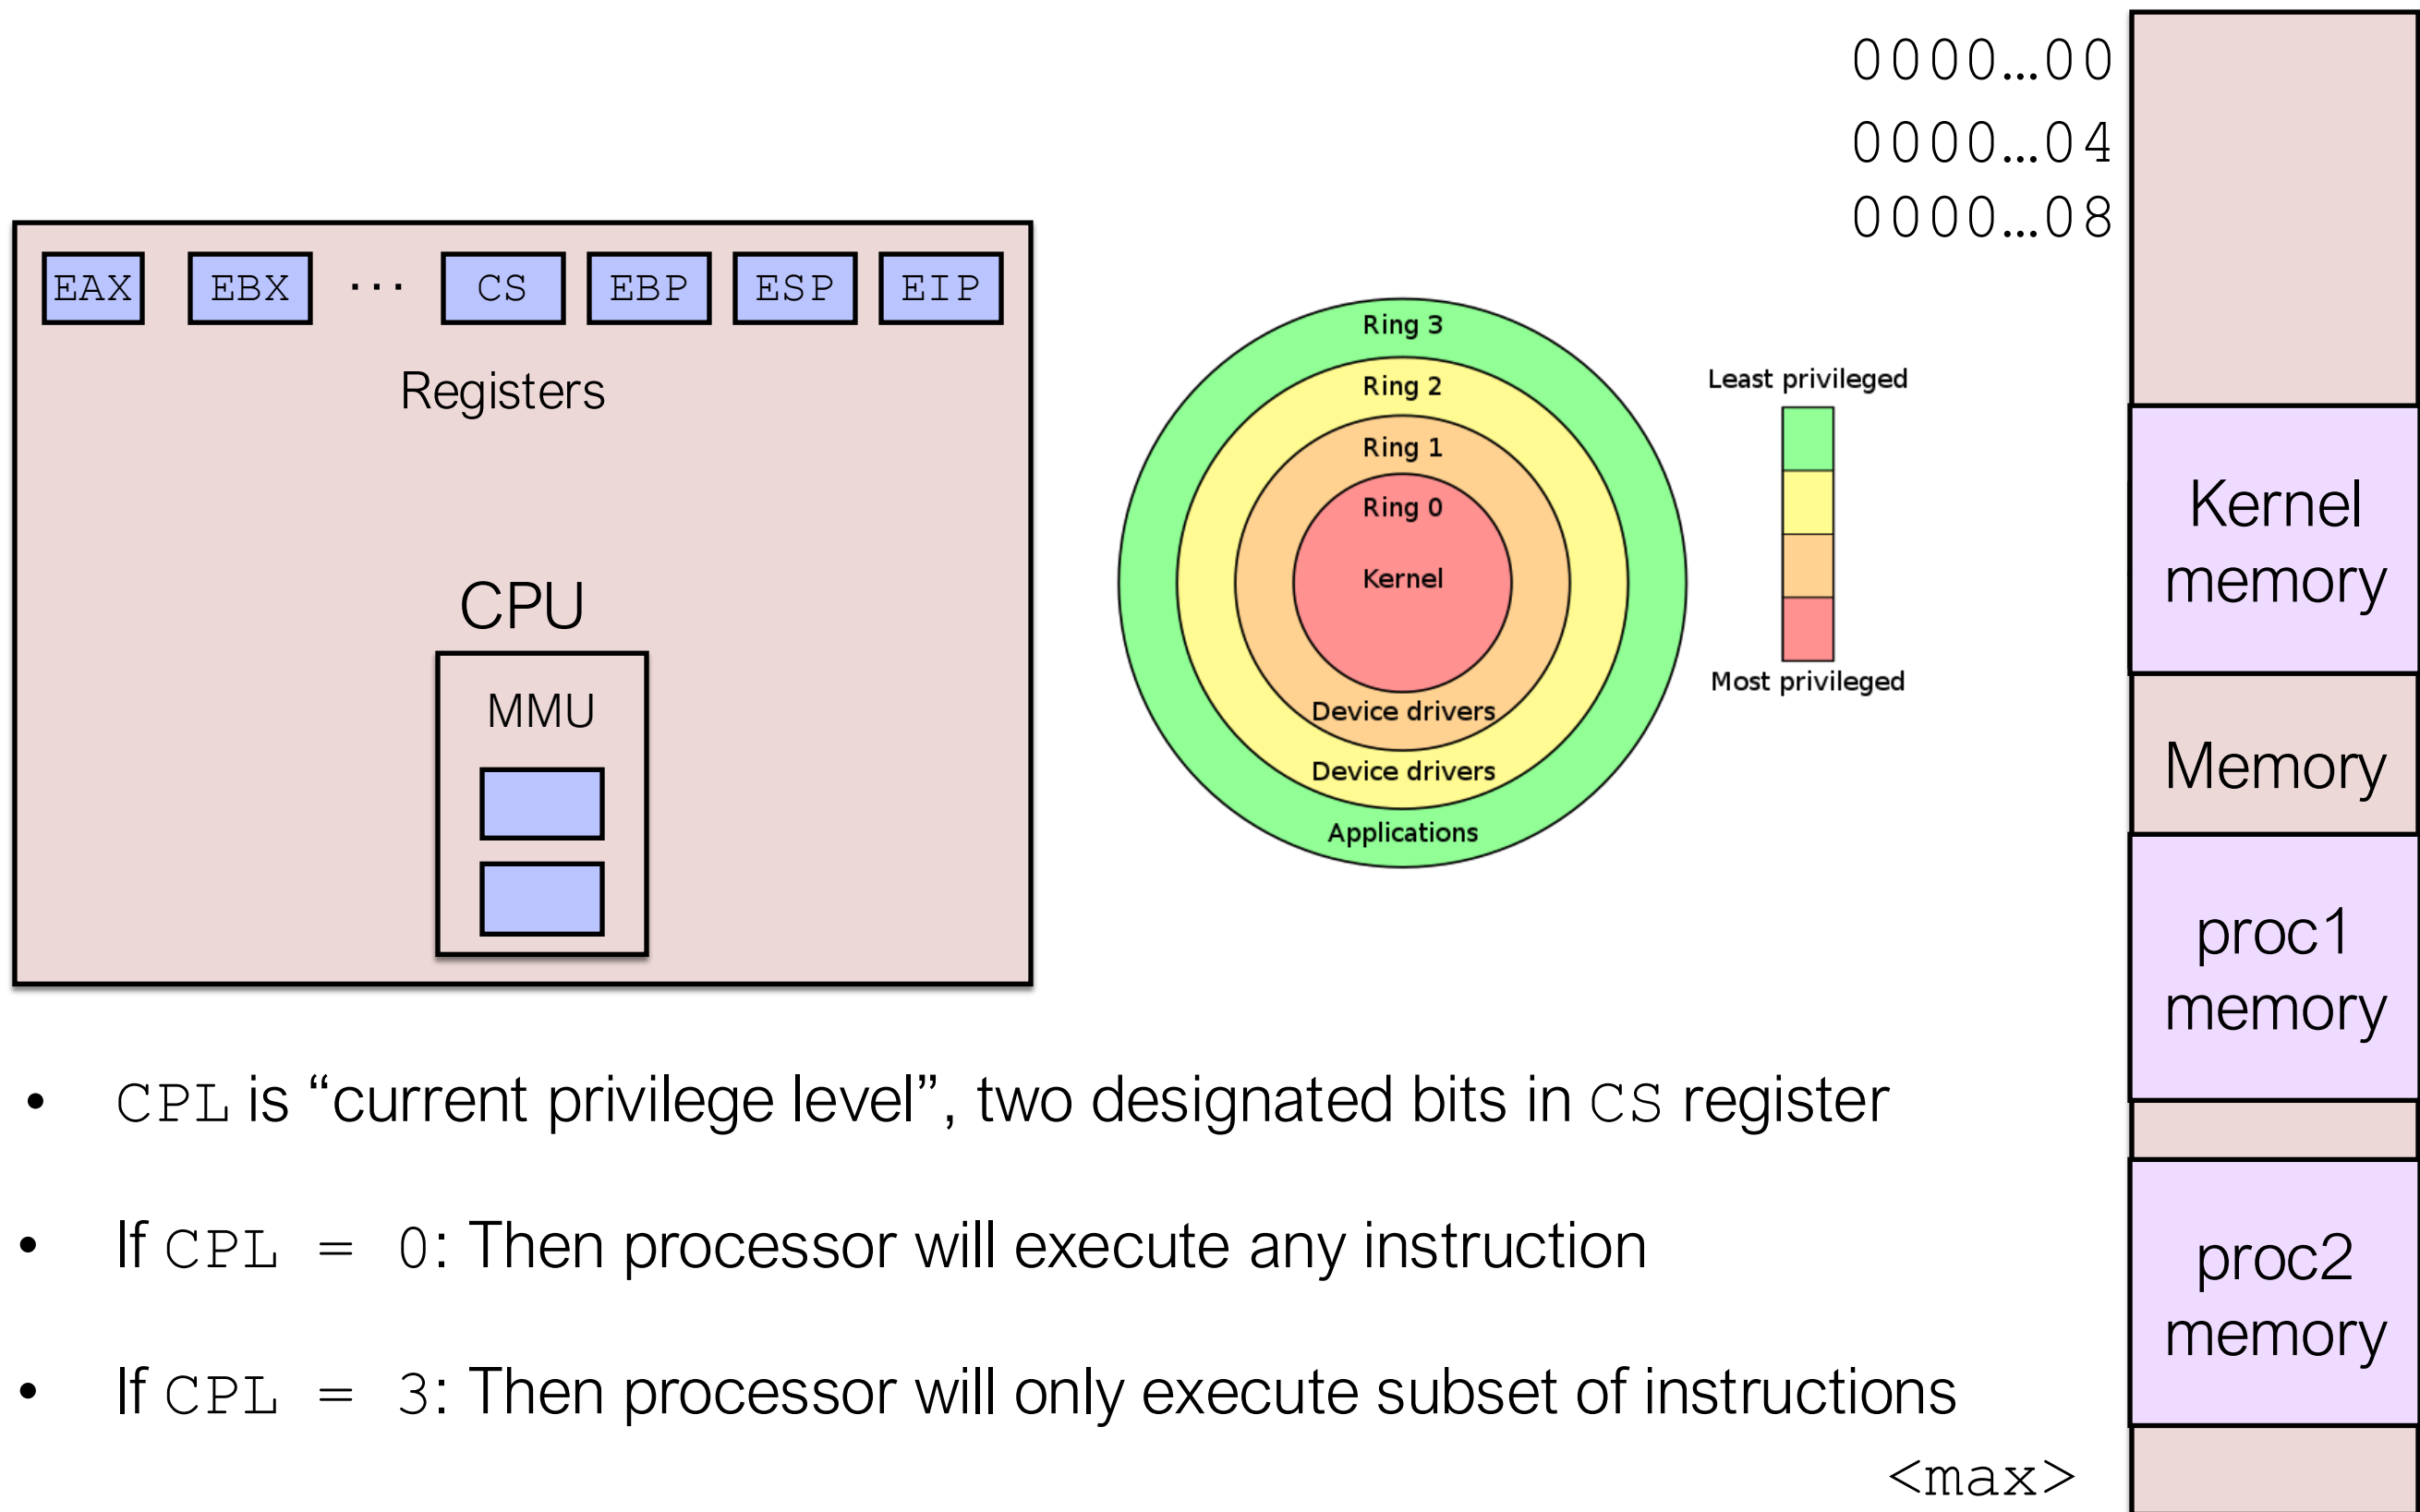 0000...00
0000...04
0000...08
EAX EBX ... CS EBP ESP EIP
Registers
CPU
MMU
Ring 3
Ring 2
Ring 1
Ring 0
Kernel
Device drivers
Device drivers
Applications
Least privileged
Most privileged
Kernel
memory
Memory
proc1
memory
proc2
memory
• CPL is “current privilege level”, two designated bits in CS register
• If CPL = 0: Then processor will execute any instruction
• If CPL = 3: Then processor will only execute subset of instructions
<max>